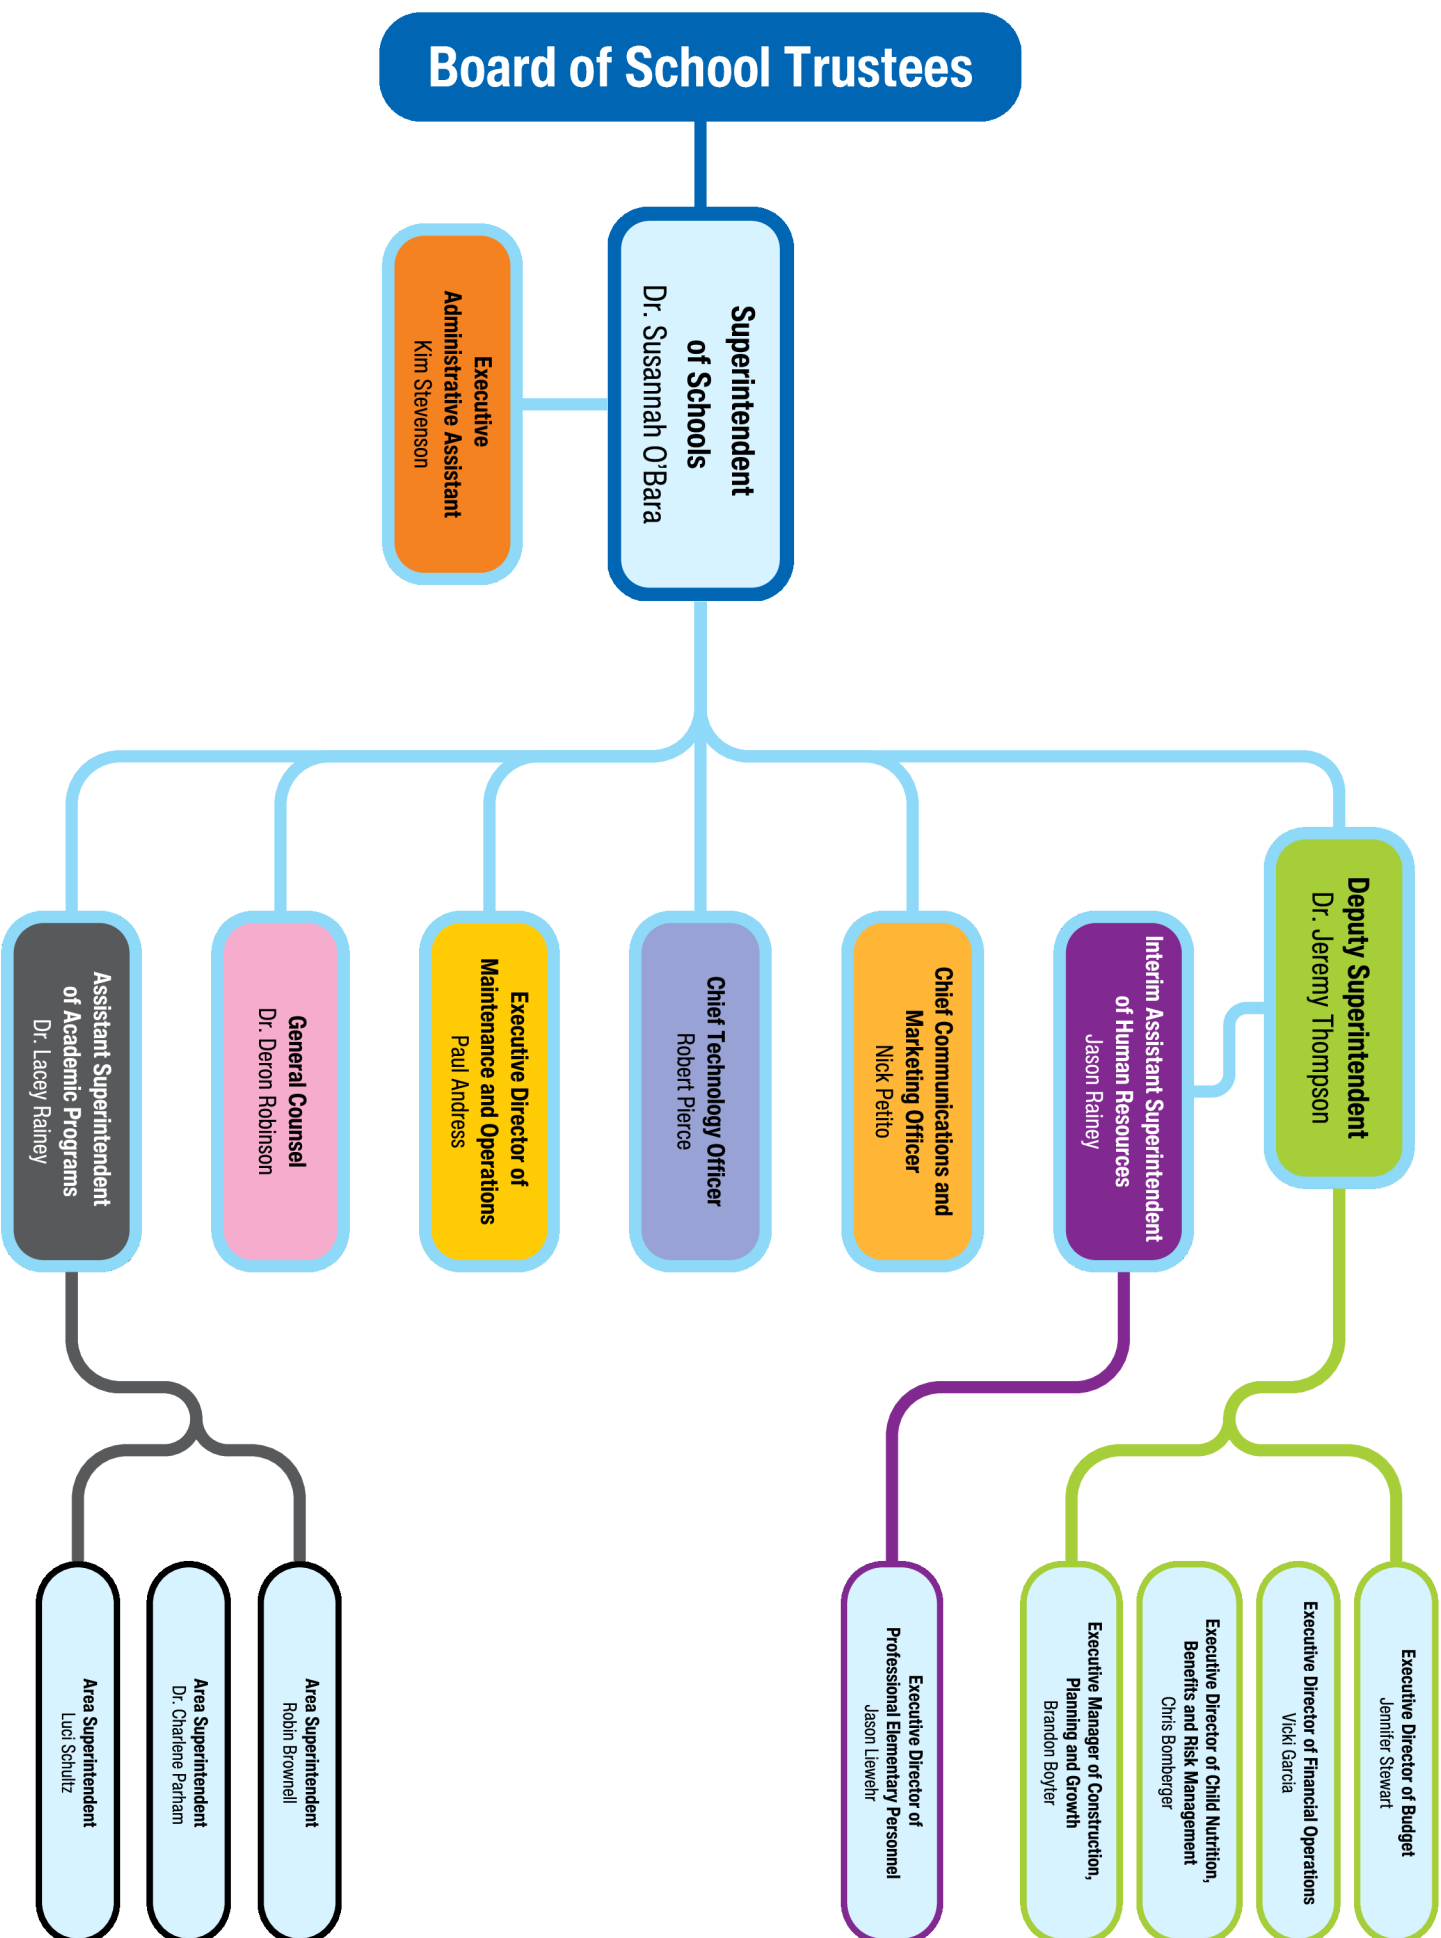 Board of School Trustees
Superintendent
of Schools
Dr. Susannah O'Bara
Executive
Administrative Assistant
Kim Stevenson
Deputy Superintendent
Dr. Jeremy Thompson
Interim Assistant Superintendent
of Human Resources
Jason Rainey
Chief Communications and
Marketing Officer
Nick Petito
Chief Technology Officer
Robert Pierce
Executive Director of
Maintenance and Operations
Paul Andress
General Counsel
Dr. Deron Robinson
Assistant Superintendent
of Academic Programs
Dr. Lacey Rainey
Executive Director of Budget
Jennifer Stewart
Executive Director of Financial Operations
Vicki Garcia
Executive Director of Child Nutrition,
Benefits and Risk Management
Chris Bomberger
Executive Manager of Construction,
Planning and Growth
Brandon Boyter
Executive Director of
Professional Elementary Personnel
Jason Liewehr
Area Superintendent
Robin Brownell
Area Superintendent
Dr. Charlene Parham
Area Superintendent
Luci Schultz